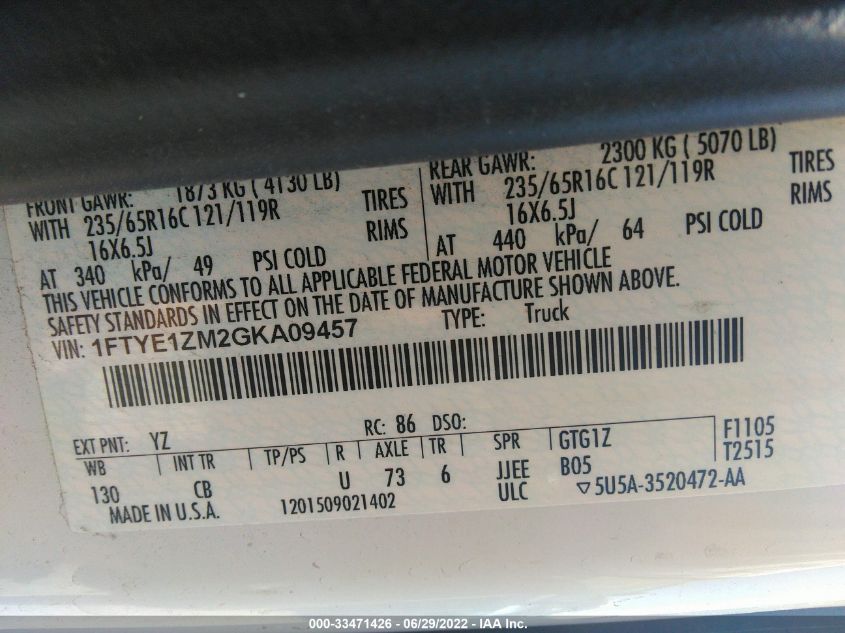 FRONT GAWR: 1873 KG ( 4130 LB)
WITH 235/65R16C 121/119R TIRES
16X6.5J RIMS
AT 340 kPa/ 49 PSI COLD
REAR GAWR: 2300 KG ( 5070 LB)
WITH 235/65R16C 121/119R TIRES
16X6.5J RIMS
AT 440 kPa/ 64 PSI COLD
THIS VEHICLE CONFORMS TO ALL APPLICABLE FEDERAL MOTOR VEHICLE
SAFETY STANDARDS IN EFFECT ON THE DATE OF MANUFACTURE SHOWN ABOVE.
VIN: 1FTYE1ZM2GKA09457 TYPE: Truck
EXT PNT: YZ RC: 86 DSO:
WB INT TR TP/PS R AXLE TR SPR GTG1Z F1105
130 CB U 73 6 JJEE B05 T2515
ULC ▽5U5A-3520472-AA
MADE IN U.S.A. 1201509021402
000-33471426 - 06/29/2022 - IAA Inc.